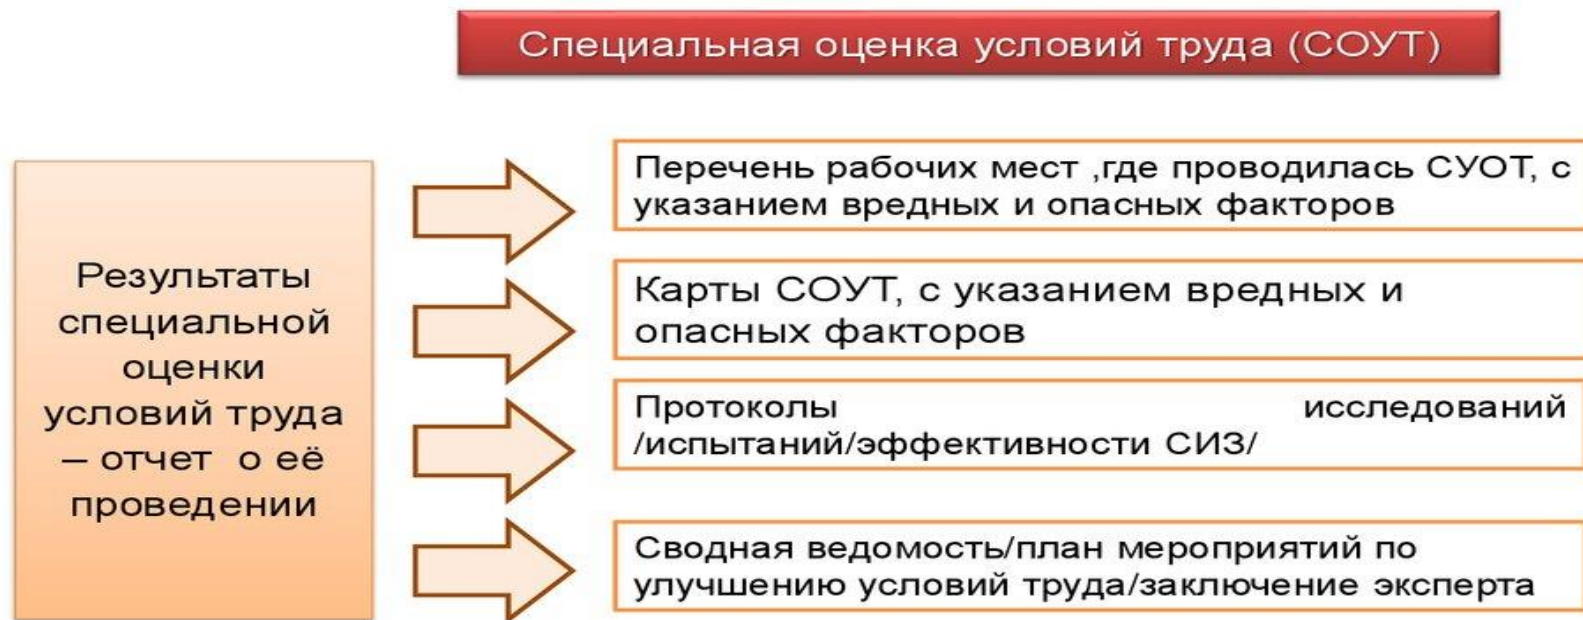 Специальная оценка условий труда (СОУТ)
Результаты
специальной
оценки
условий труда
– отчет о её
проведении
Перечень рабочих мест ,где проводилась СУОТ, с
указанием вредных и опасных факторов
Карты СОУТ, с указанием вредных и
опасных факторов
Протоколы исследований
/испытаний/эффективности СИЗ/
Сводная ведомость/план мероприятий по
улучшению условий труда/заключение эксперта